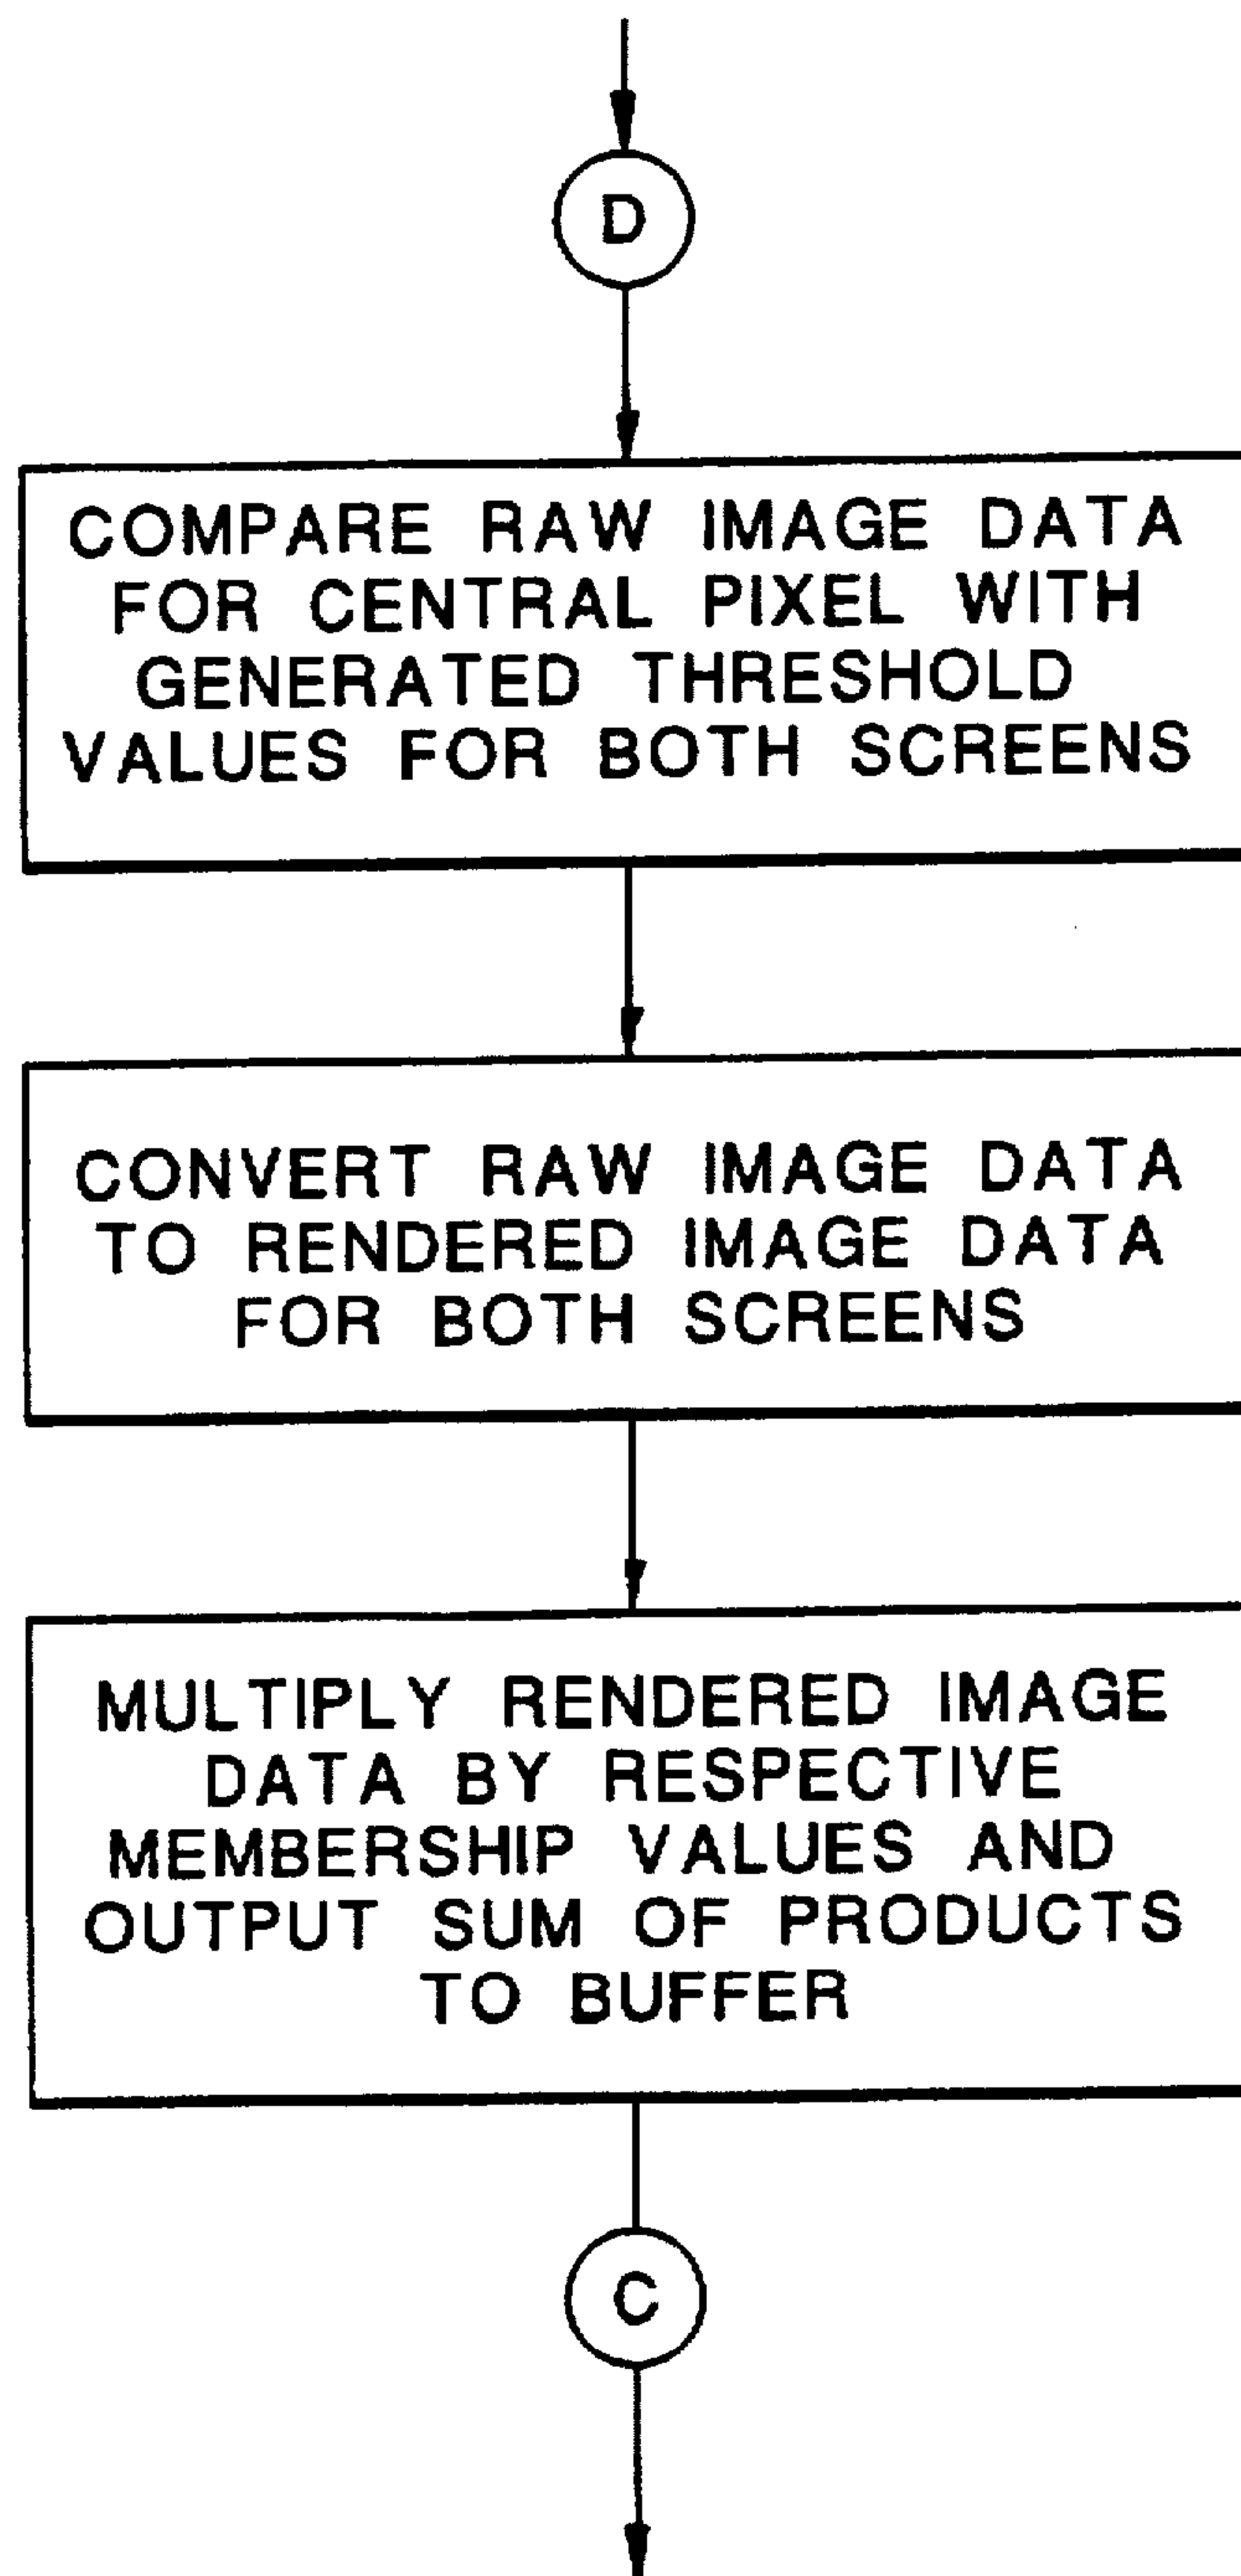 D
COMPARE RAW IMAGE DATA
FOR CENTRAL PIXEL WITH
GENERATED THRESHOLD
VALUES FOR BOTH SCREENS
CONVERT RAW IMAGE DATA
TO RENDERED IMAGE DATA
FOR BOTH SCREENS
MULTIPLY RENDERED IMAGE
DATA BY RESPECTIVE
MEMBERSHIP VALUES AND
OUTPUT SUM OF PRODUCTS
TO BUFFER
C